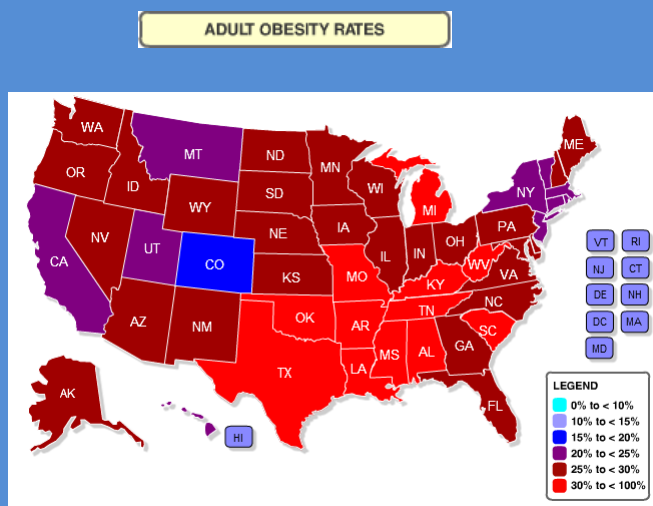 ADULT OBESITY RATES
WA
MT
ND
MN
ME
OR
ID
SD
WI
NY
WY
MI
IA
PA
NV
UT
NE
IL
IN
OH
CA
CO
WV
VA
KS
MO
KY
NC
AZ
NM
OK
AR
TN
SC
MS
AL
GA
TX
LA
AK
FL
HI
VT RI
NJ CT
DE NH
DC MA
MD
LEGEND
0% to < 10%
10% to < 15%
15% to < 20%
20% to < 25%
25% to < 30%
30% to < 100%